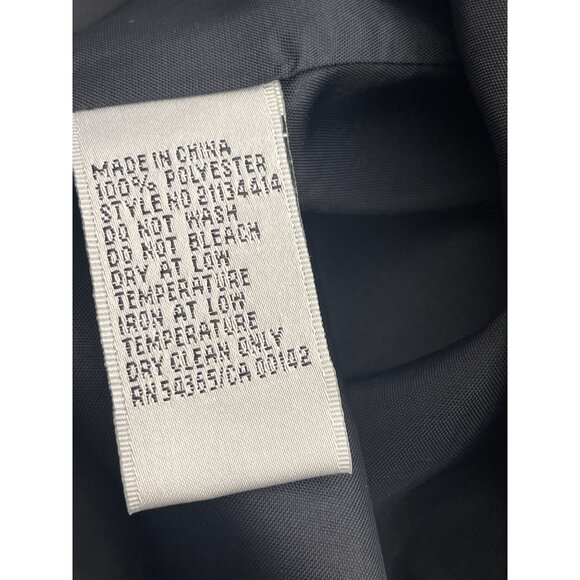 MADE IN CHINA
100% POLYESTER
STYLE NO 21134414
DO NOT WASH
DO NOT BLEACH
DRY AT LOW
TEMPERATURE
IRON AT LOW
TEMPERATURE
DRY CLEAN ONLY
RN 54365/CA 00142